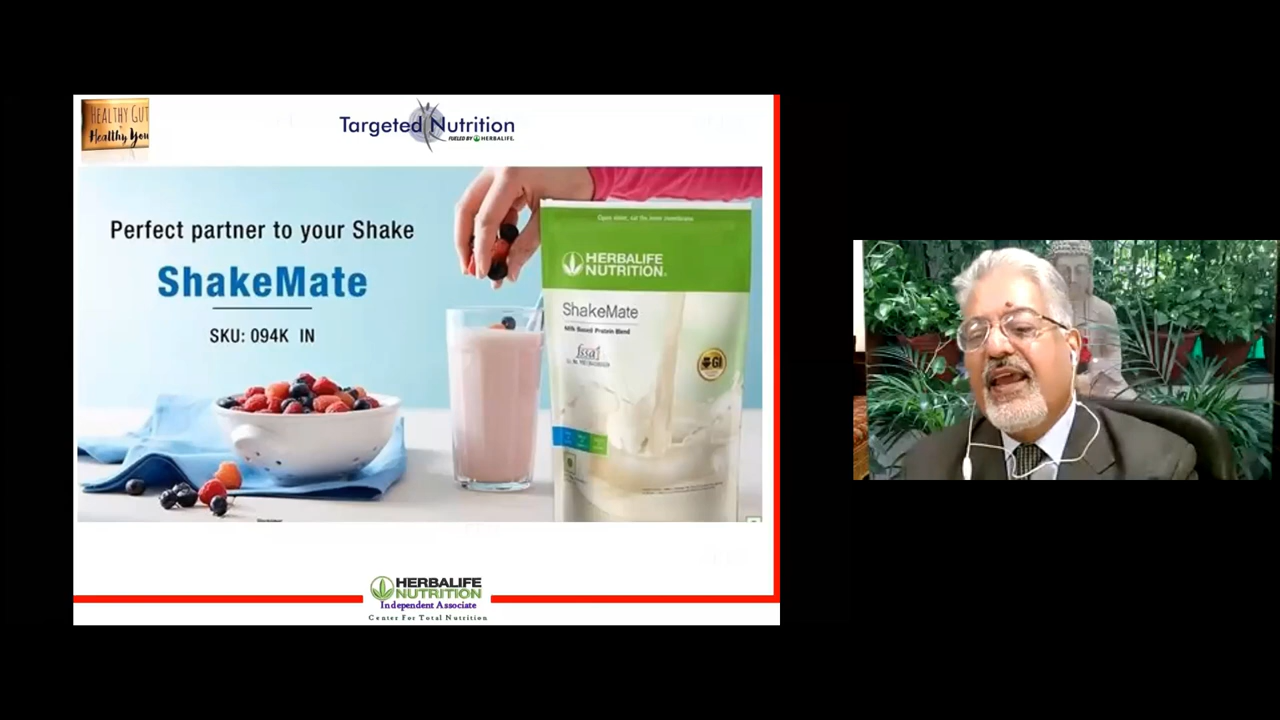 HEALTHY GUT
Healthy You
Targeted Nutrition
FUELED BY HERBALIFE.
Perfect partner to your Shake
ShakeMate
SKU: 094K IN
HERBALIFE
NUTRITION
ShakeMate
Milk Based Protein Blend
fssai
GI
HERBALIFE
NUTRITION
Independent Associate
Center For Total Nutrition